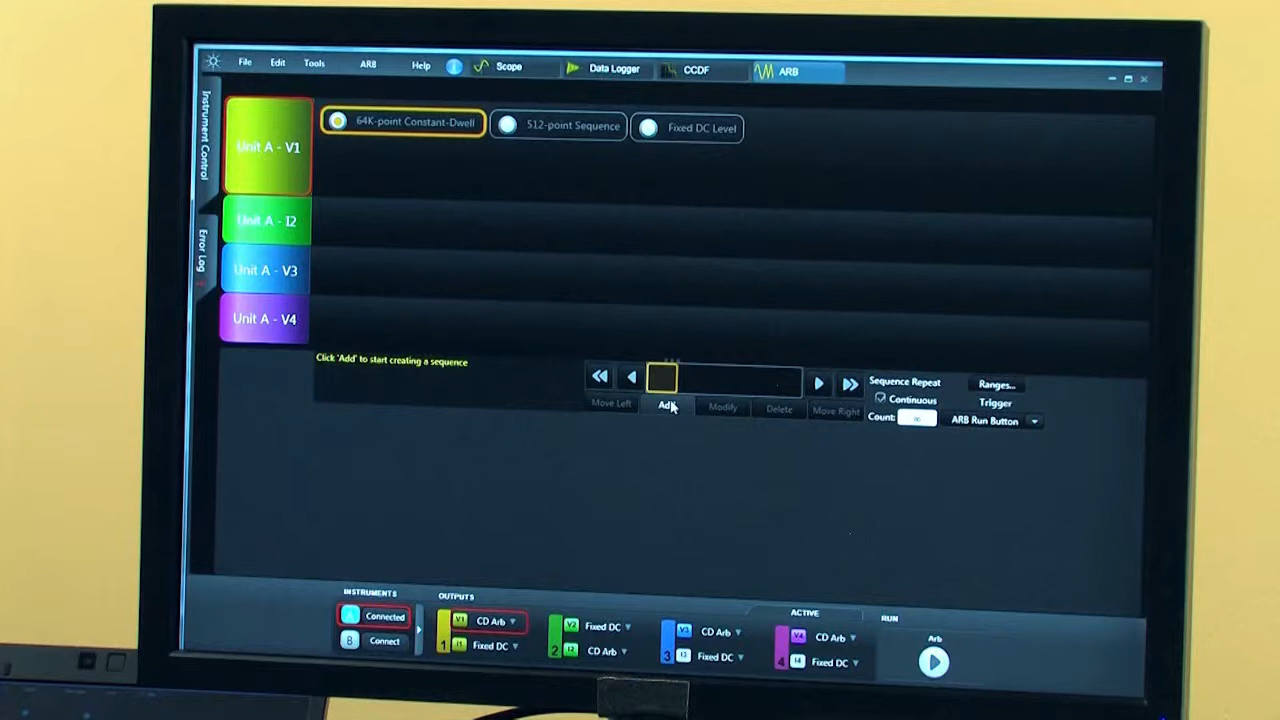 File Edit Tools ARB Help Scope Data Logger CCDF ARB
Instrument Control
Error Log
Unit A - V1
64K-point Constant-Dwell
512-point Sequence
Fixed DC Level
Unit A - I2
Unit A - V3
Unit A - V4
Click 'Add' to start creating a sequence
Sequence Repeat
Ranges...
Continuous
Trigger
Move Left
Add
Modify
Delete
Move Right
Count: ∞
ARB Run Button
INSTRUMENTS
OUTPUTS
ACTIVE
RUN
A Connected
B Connect
1 V1 CD Arb
I1 Fixed DC
2 V2 Fixed DC
I2 CD Arb
3 V3 CD Arb
I3 Fixed DC
4 V4 CD Arb
I4 Fixed DC
Arb